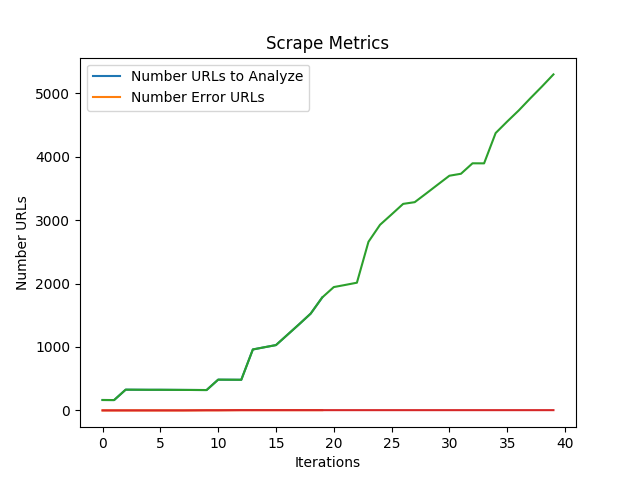 Scrape Metrics
Number URLs to Analyze
Number Error URLs
Number URLs
5000
4000
3000
2000
1000
0
0 5 10 15 20 25 30 35 40
Iterations